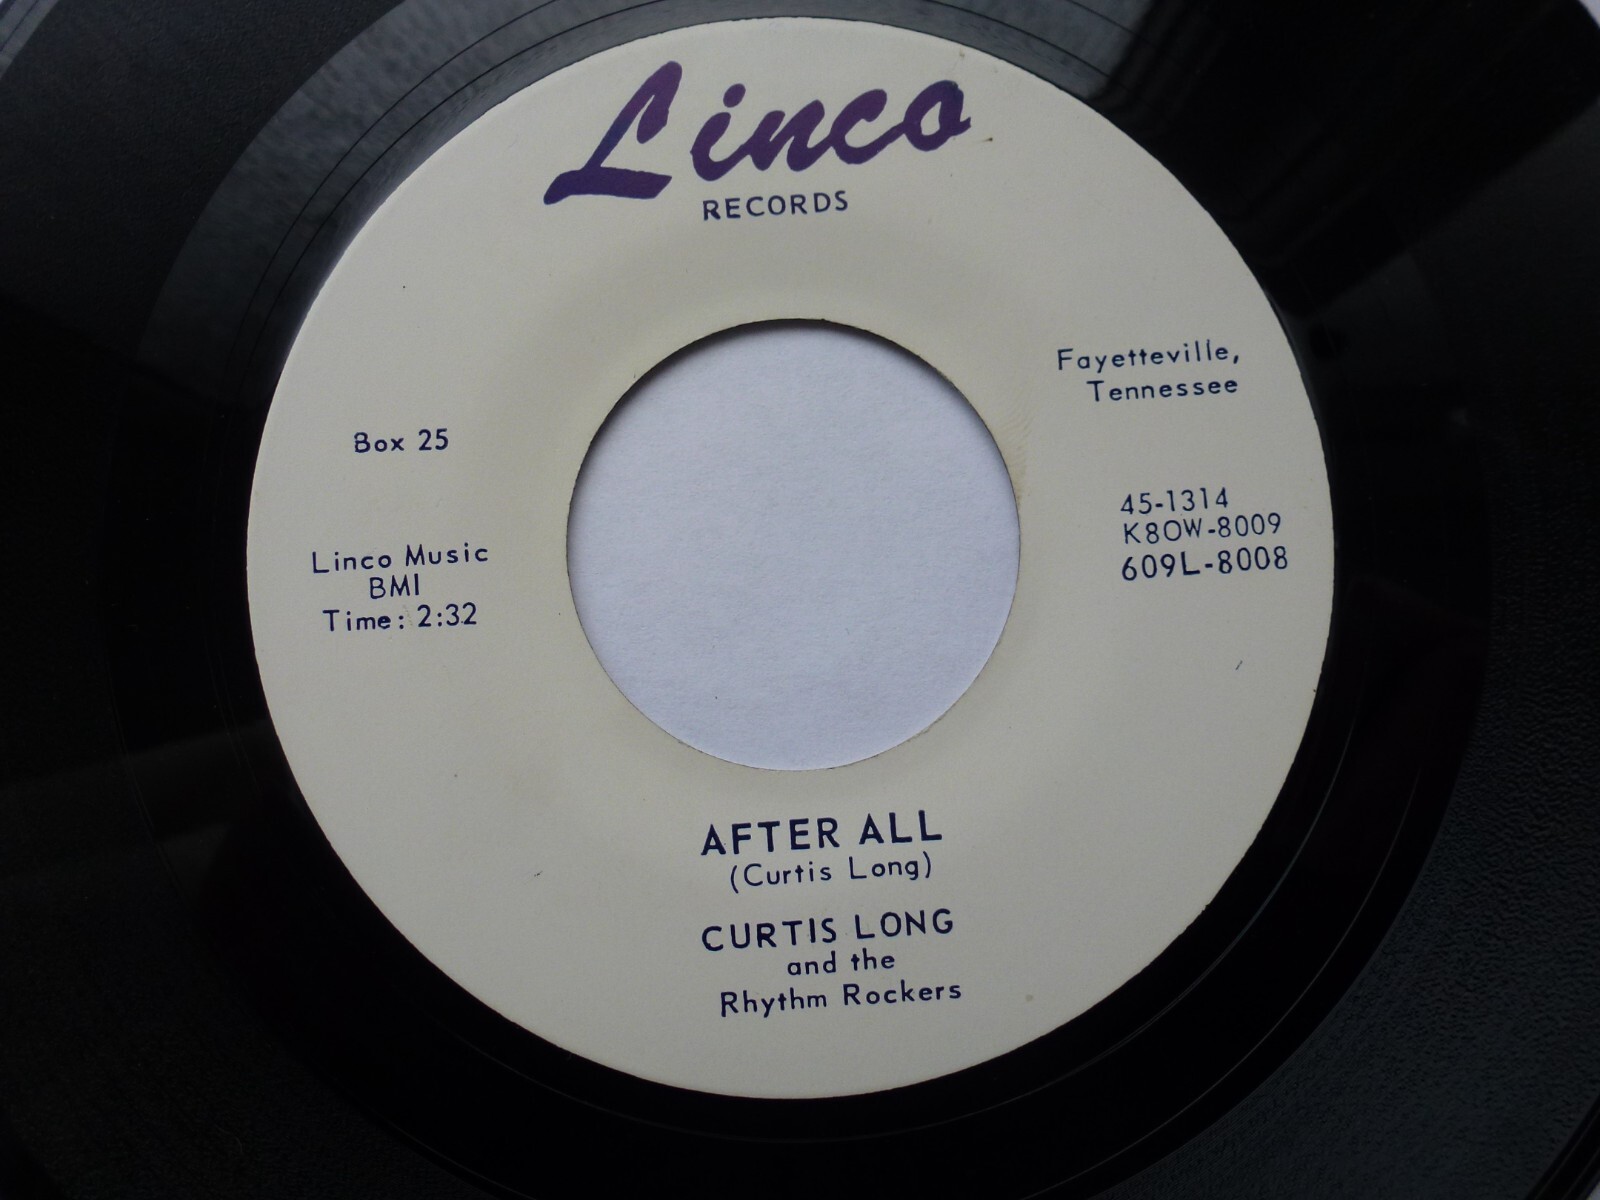 Linco
RECORDS
Fayetteville,
Tennessee
Box 25
45-1314
K8OW-8009
609L-8008
Linco Music
BMI
Time: 2:32
AFTER ALL
(Curtis Long)
CURTIS LONG
and the
Rhythm Rockers